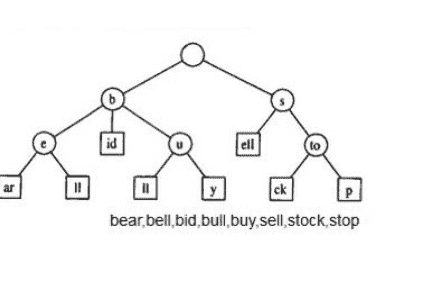 b s
e id u ell to
ar ll ll y ck p
bear,bell,bid,bull,buy,sell,stock,stop